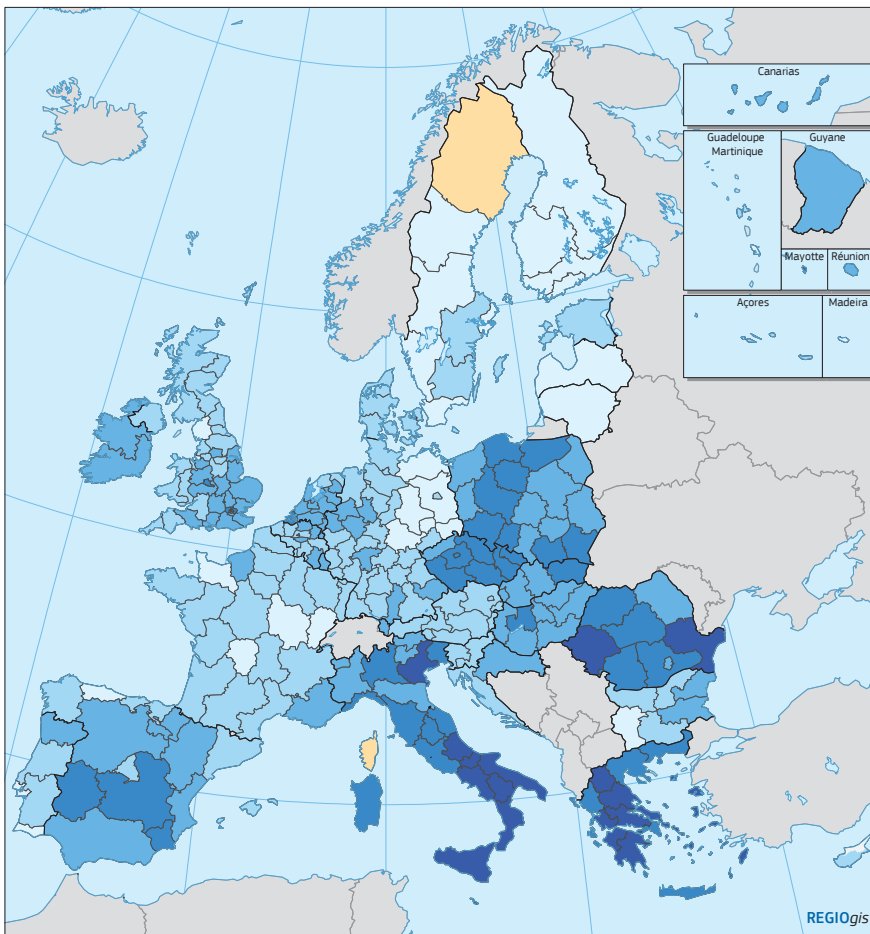 Canarias
Guadeloupe
Martinique
Guyane
Mayotte
Réunion
Açores
Madeira
REGIOgis